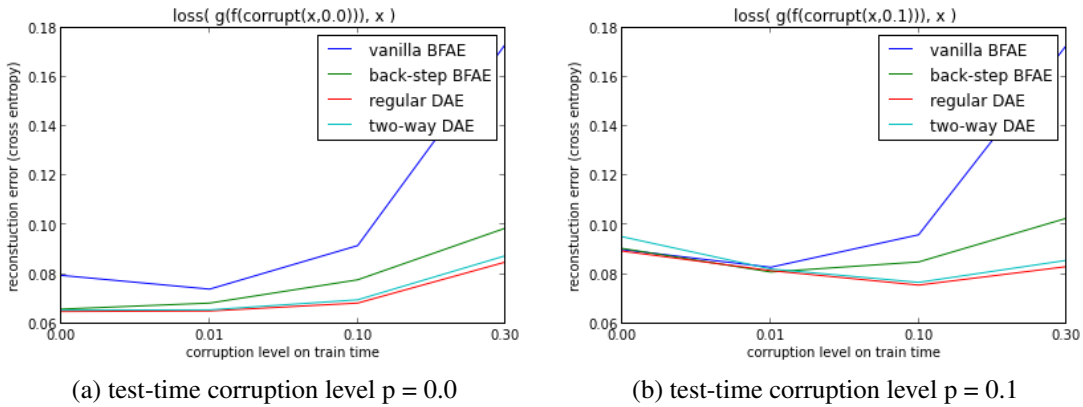 loss( g(f(corrupt(x,0.0))), x )
0.18
0.16
0.14
0.12
0.10
0.08
0.06
reconstuction error (cross entropy)
vanilla BFAE
back-step BFAE
regular DAE
two-way DAE
0.00
0.01
0.10
0.30
corruption level on train time
(a) test-time corruption level p = 0.0
loss( g(f(corrupt(x,0.1))), x )
0.18
0.16
0.14
0.12
0.10
0.08
0.06
reconstuction error (cross entropy)
vanilla BFAE
back-step BFAE
regular DAE
two-way DAE
0.00
0.01
0.10
0.30
corruption level on train time
(b) test-time corruption level p = 0.1